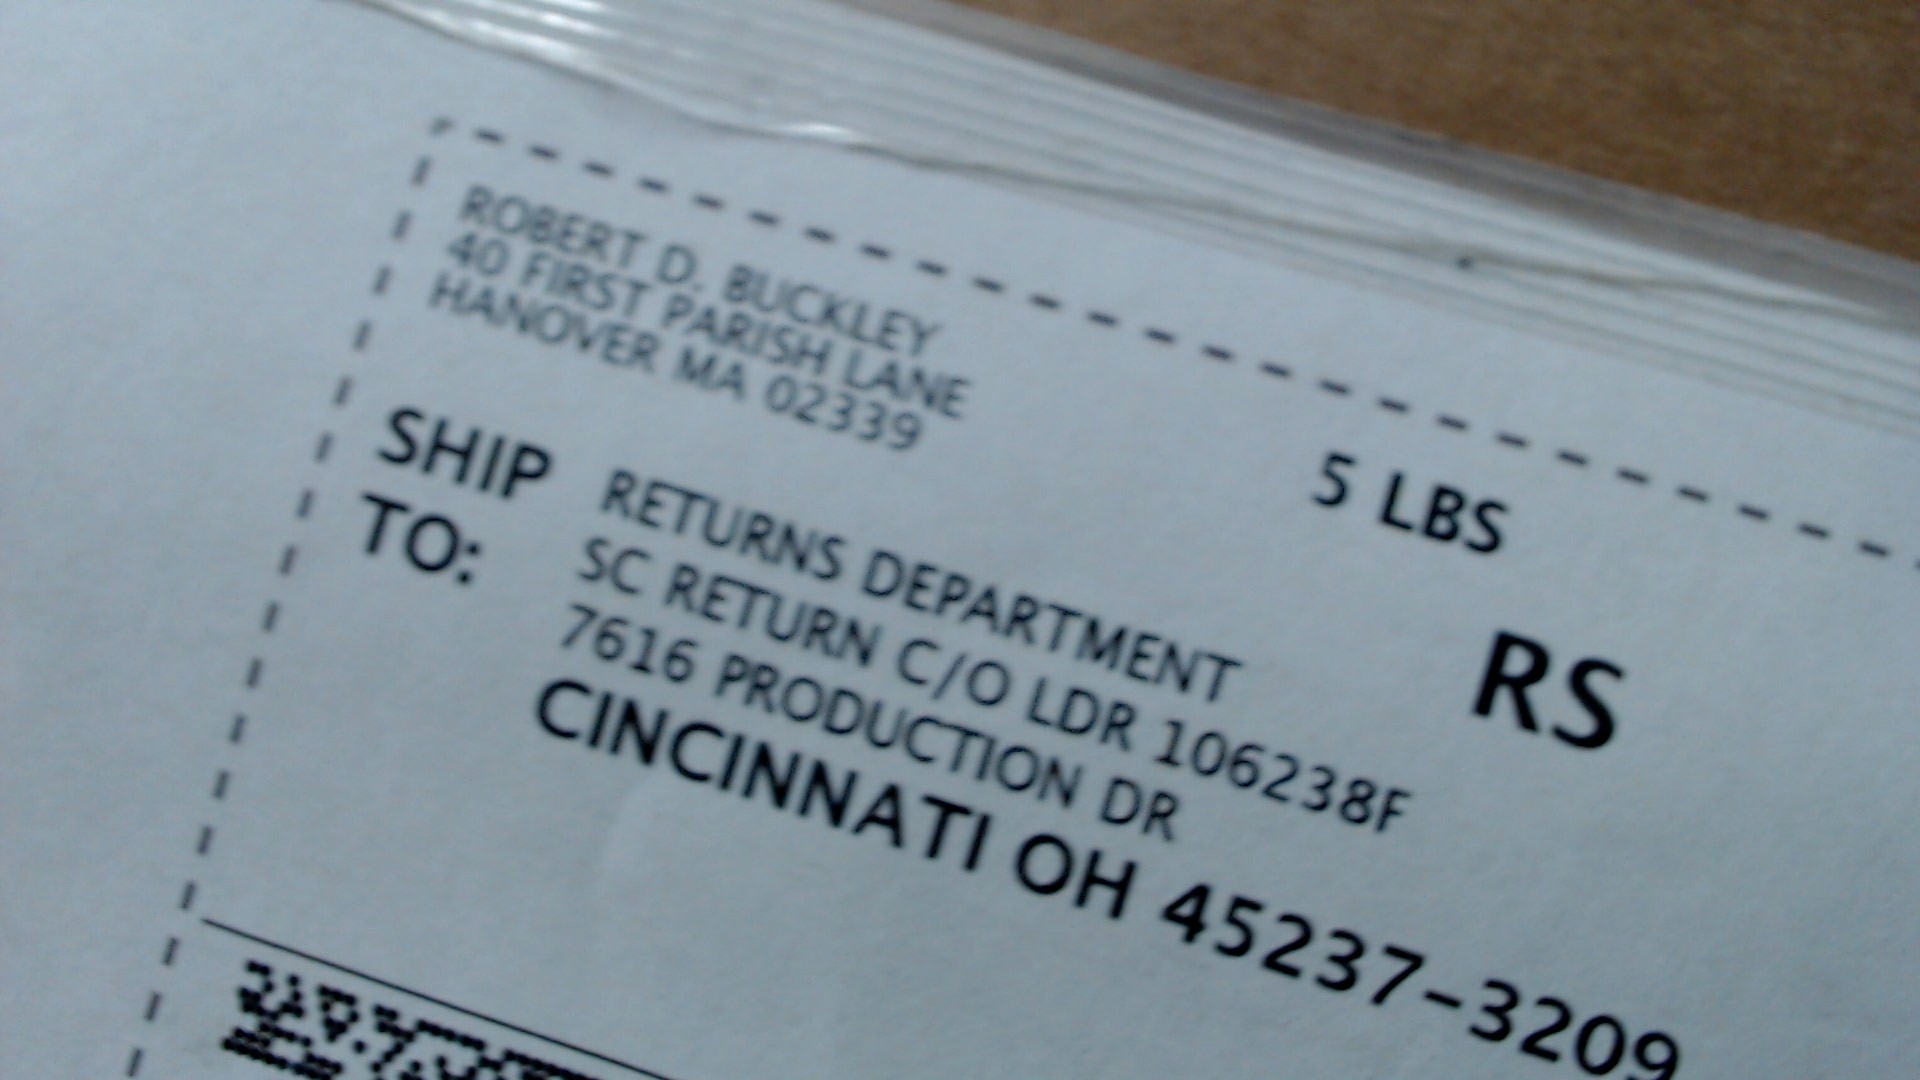 ROBERT D. BUCKLEY
40 FIRST PARISH LANE
HANOVER MA 02339
5 LBS
RS
SHIP
TO:
RETURNS DEPARTMENT
SC RETURN C/O LDR 106238F
7616 PRODUCTION DR
CINCINNATI OH 45237-3209